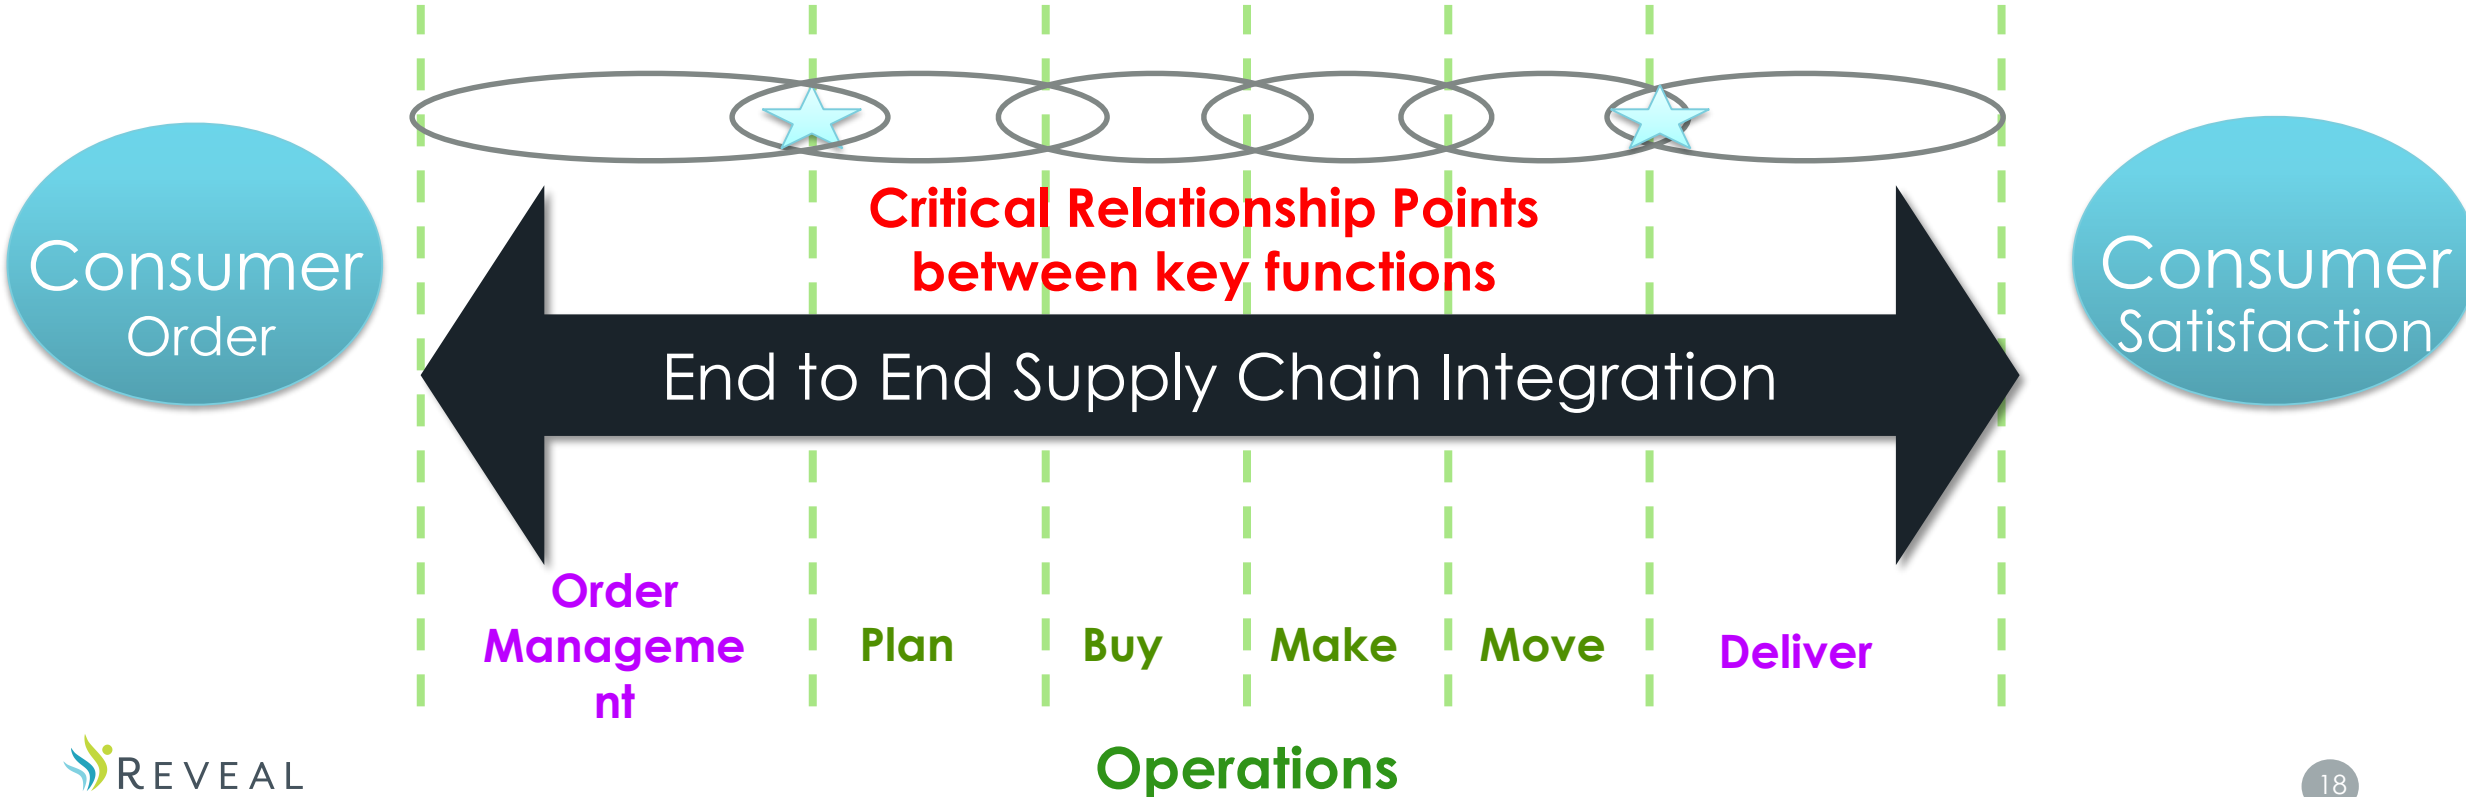 Critical Relationship Points
between key functions
Consumer
Order
End to End Supply Chain Integration
Consumer
Satisfaction
Order
Manageme
nt
Plan
Buy
Make
Move
Deliver
Operations
REVEAL
18